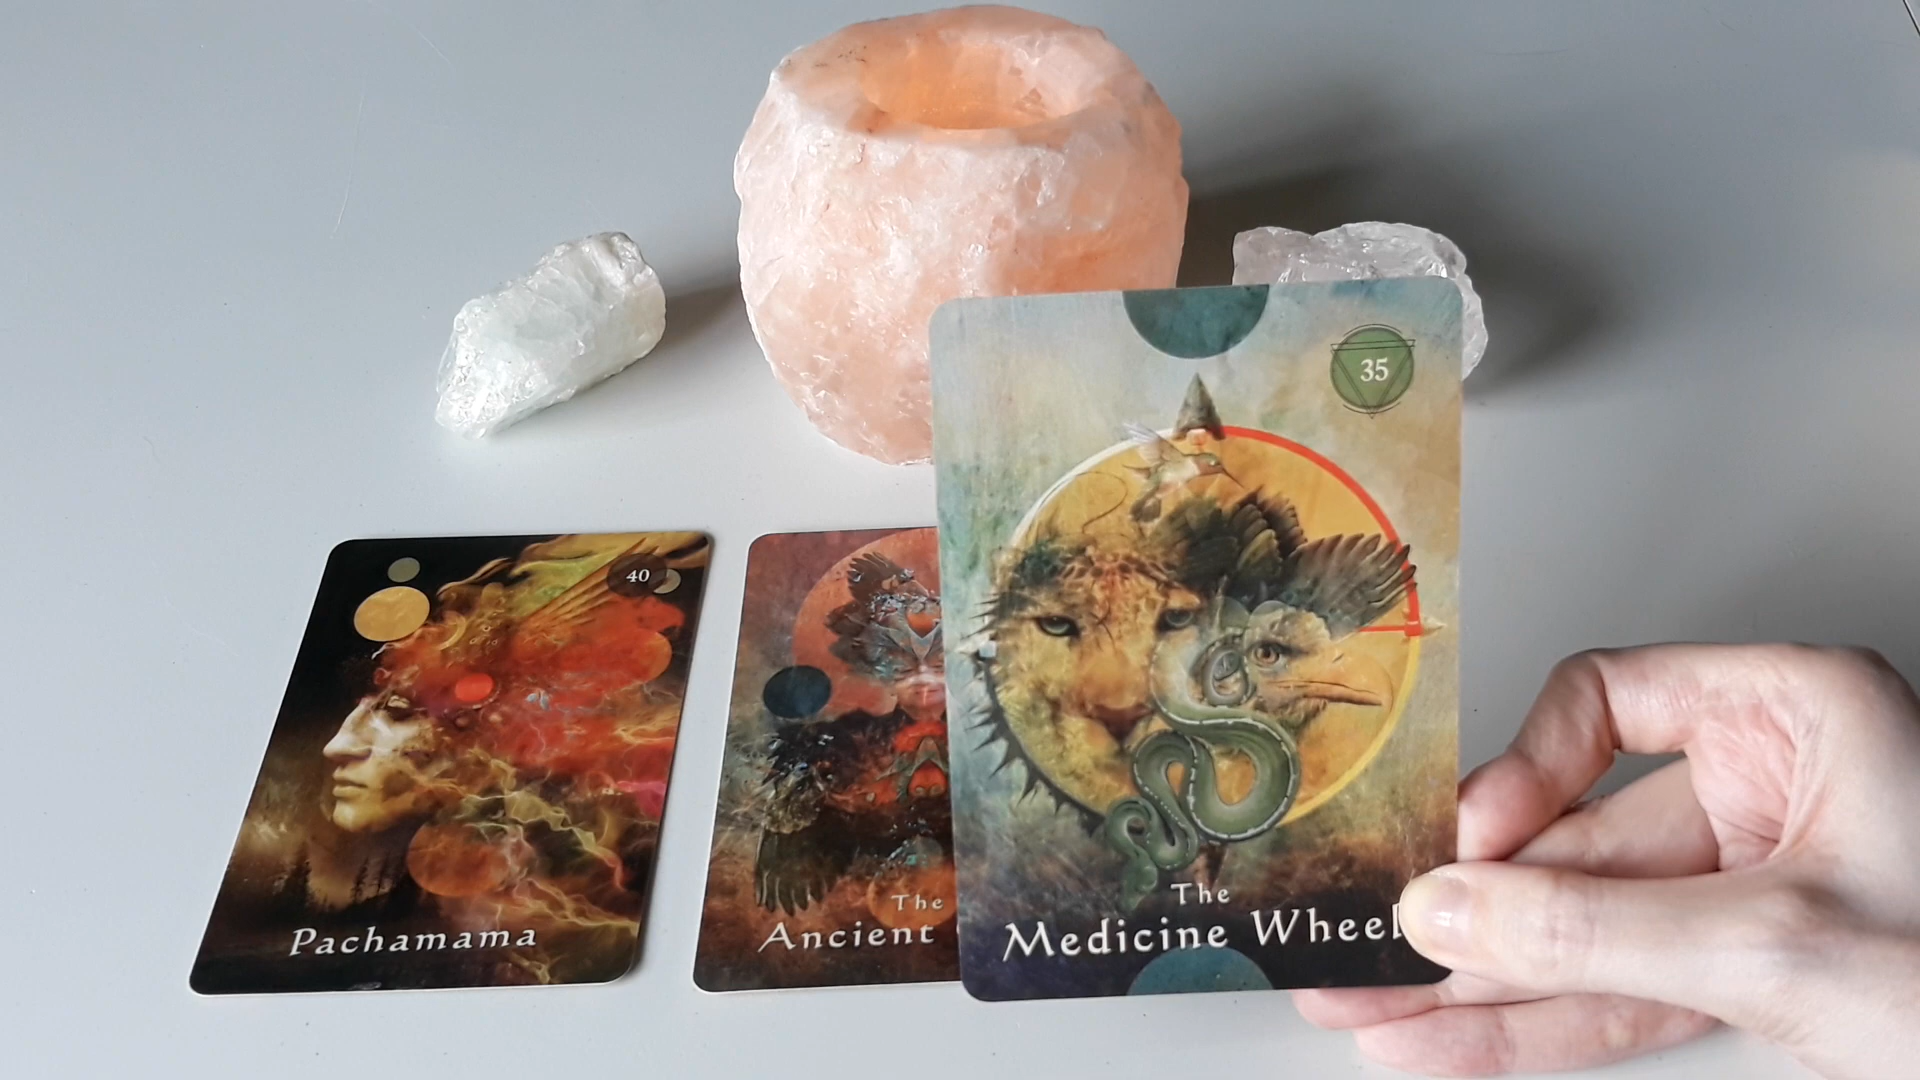 40
Pachamama
The
Ancient
35
The
Medicine Wheel